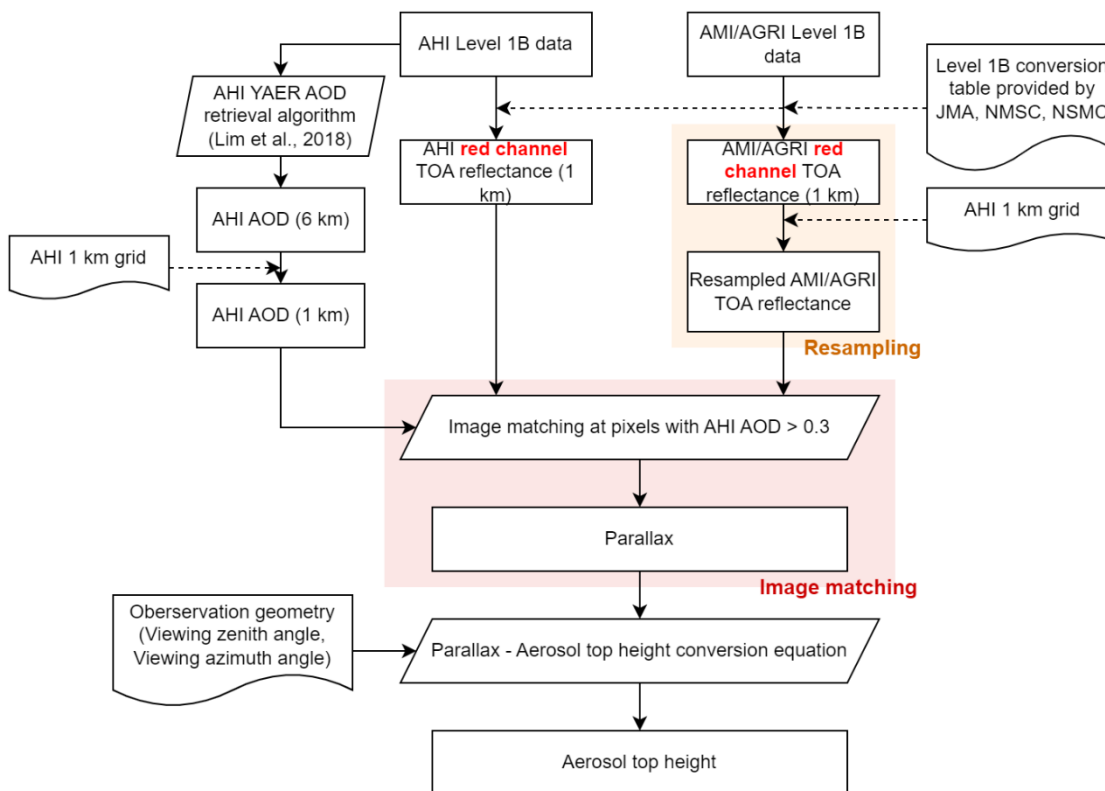 AHI Level 1B data
AMI/AGRI Level 1B
data
AHI YAER AOD
retrieval algorithm
(Lim et al., 2018)
Level 1B conversion
table provided by
JMA, NMSC, NSMC
AHI red channel
TOA reflectance (1
km)
AMI/AGRI red
channel TOA
reflectance (1 km)
AHI AOD (6 km)
AHI 1 km grid
AHI 1 km grid
AHI AOD (1 km)
Resampled AMI/AGRI
TOA reflectance
Resampling
Image matching at pixels with AHI AOD > 0.3
Parallax
Image matching
Oberservation geometry
(Viewing zenith angle,
Viewing azimuth angle)
Parallax - Aerosol top height conversion equation
Aerosol top height